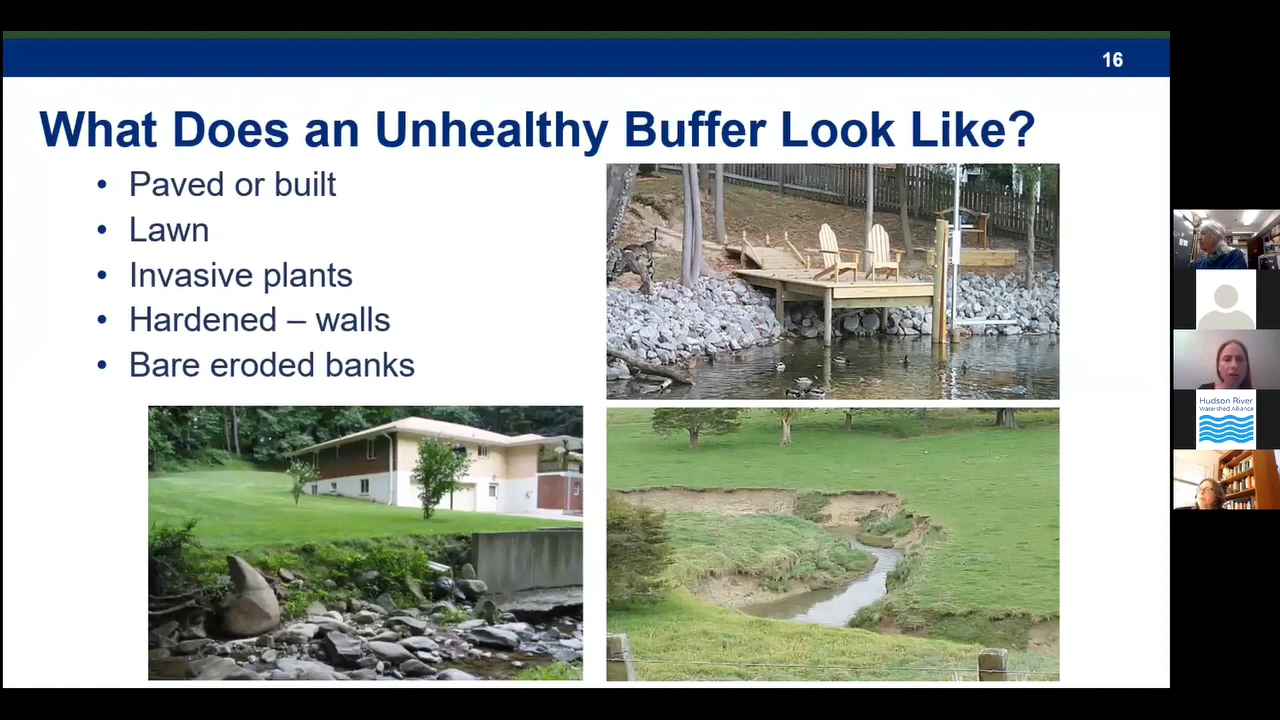 16
What Does an Unhealthy Buffer Look Like?
• Paved or built
• Lawn
• Invasive plants
• Hardened – walls
• Bare eroded banks
Hudson River
Watershed Alliance